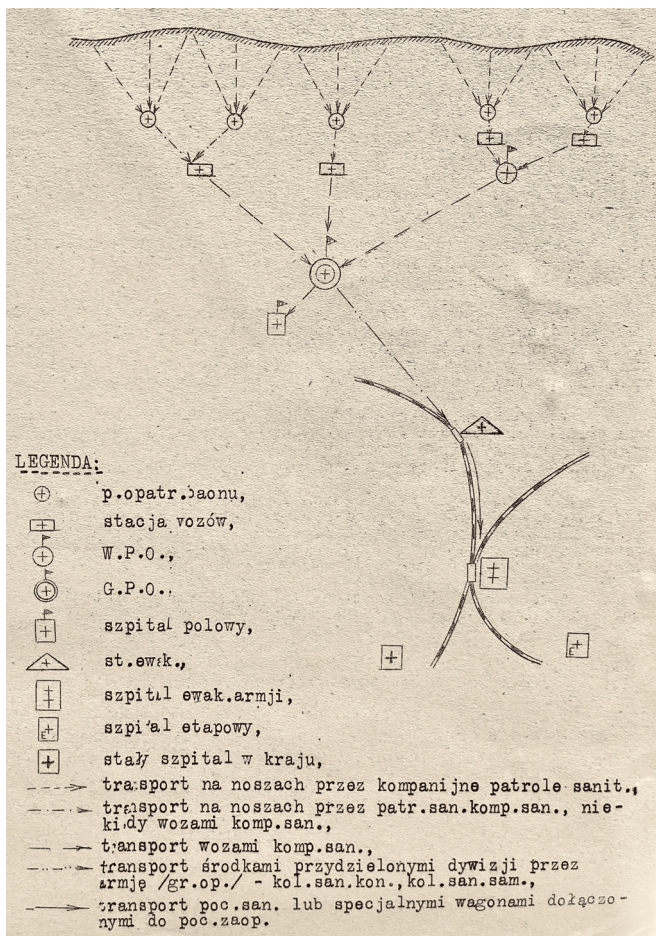 LEGENDA:
p.opatr.baonu,
stacja wozów,
W.P.O.,
G.P.O.,
szpital polowy,
st.ewak.,
szpital ewak.armji,
E
szpital etapowy,
stały szpital w kraju,
transport na noszach przez kompanijne patrole sanit.,
transport na noszach przez patr.san.komp.san., nie-
kiedy wozami komp.san.,
transport wozami komp.san.,
transport środkami przydzielonymi dywizji przez
armję /gr.op./ - kol.san.kon.,kol.san.sam.,
transport poc.san. lub specjalnymi wagonami dołączo-
nymi do poc.zaop.
E